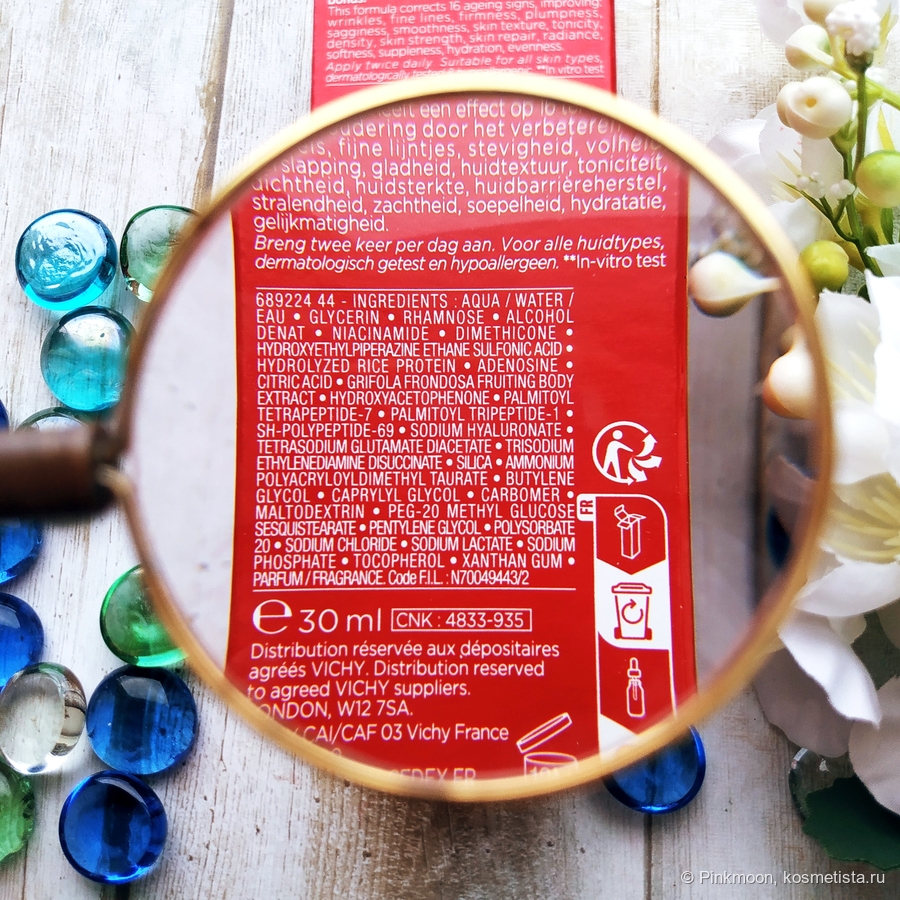 This formula corrects 16 ageing signs, improving:
wrinkles, fine lines, firmness, plumpness,
sagginess, smoothness, skin texture, tonicity,
density, skin strength, skin repair, radiance,
softness, suppleness, hydration, evenness.
Apply twice daily. Suitable for all skin types,
dermatologically tested **In vitro test
een effect op
door het
fijne lijntjes, stevigheid,
gladheid, huidtextuur, toniciteit,
dichtheid, huidsterkte, huidbarrièreherstel,
stralendheid, zachtheid, soepelheid, hydratatie,
gelijkmatigheid.
Breng twee keer per dag aan. Voor alle huidtypes,
dermatologisch getest en hypoallergeen. **In-vitro test
689224 44 - INGREDIENTS : AQUA / WATER /
EAU • GLYCERIN • RHAMNOSE • ALCOHOL
DENAT • NIACINAMIDE • DIMETHICONE •
HYDROXYETHYLPIPERAZINE ETHANE SULFONIC ACID •
HYDROLYZED RICE PROTEIN • ADENOSINE •
CITRIC ACID • GRIFOLA FRONDOSA FRUITING BODY
EXTRACT • HYDROXYACETOPHENONE • PALMITOYL
TETRAPEPTIDE-7 • PALMITOYL TRIPEPTIDE-1 •
SH-POLYPEPTIDE-69 • SODIUM HYALURONATE •
TETRASODIUM GLUTAMATE DIACETATE • TRISODIUM
ETHYLENEDIAMINE DISUCCINATE • SILICA • AMMONIUM
POLYACRYLOYLDIMETHYL TAURATE • BUTYLENE
GLYCOL • CAPRYLYL GLYCOL • CARBOMER •
MALTODEXTRIN • PEG-20 METHYL GLUCOSE
SESQUISTEARATE • PENTYLENE GLYCOL • POLYSORBATE
20 • SODIUM CHLORIDE • SODIUM LACTATE • SODIUM
PHOSPHATE • TOCOPHEROL • XANTHAN GUM •
PARFUM / FRAGRANCE. Code F.I.L. : N70049443/2
FR
e 30 ml CNK : 4833-935
Distribution réservée aux dépositaires
agréés VICHY. Distribution reserved
to agreed VICHY suppliers.
LONDON, W12 7SA.
CAI/CAF 03 Vichy France
CEDEX FR
© Pinkmoon, kosmetista.ru